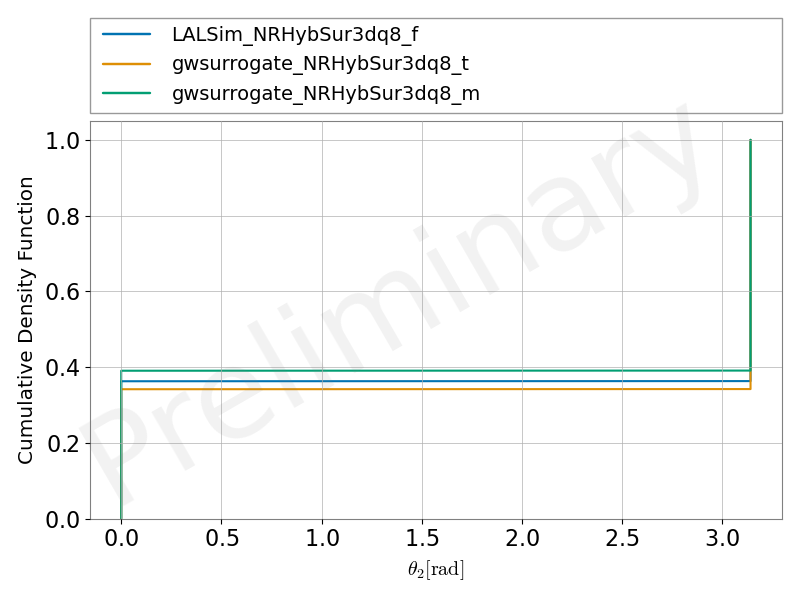 LALSim_NRHybSur3dq8_f
gwsurrogate_NRHybSur3dq8_t
gwsurrogate_NRHybSur3dq8_m
Preliminary
Cumulative Density Function
1.0
0.8
0.6
0.4
0.2
0.0
0.0 0.5 1.0 1.5 2.0 2.5 3.0
θ₂[rad]